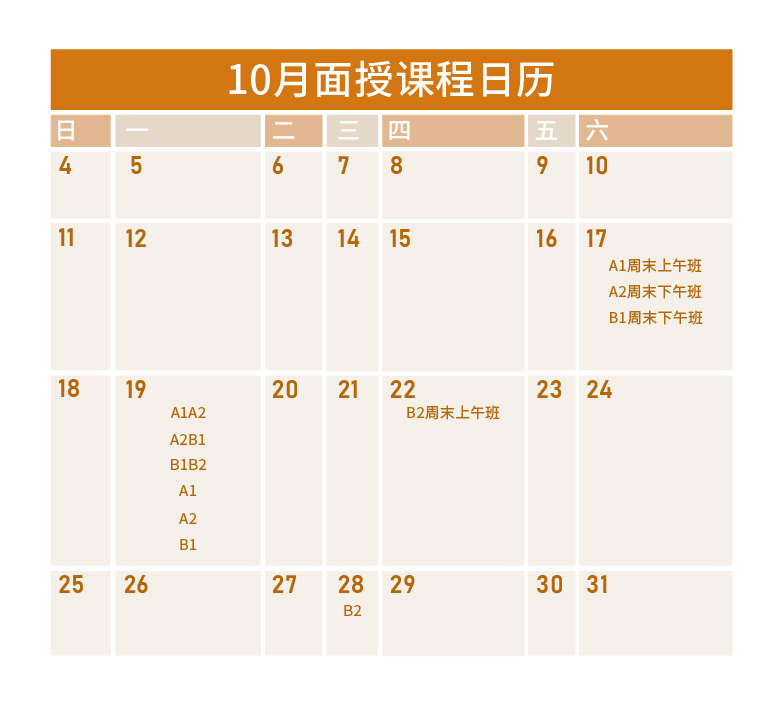 10月面授课程日历
日 一 二 三 四 五 六
4 5 6 7 8 9 10
11 12 13 14 15 16 17
A1周末上午班
A2周末下午班
B1周末下午班
18 19 20 21 22 23 24
A1A2
A2B1
B1B2
A1
A2
B1
B2周末上午班
25 26 27 28 29 30 31
B2